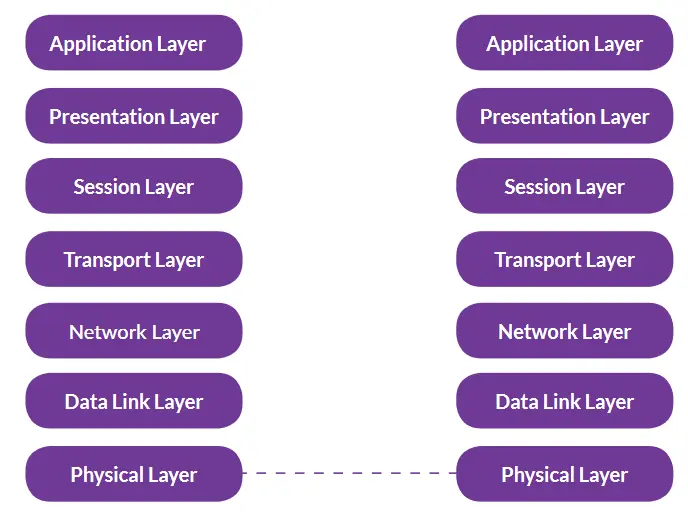 Application Layer
Application Layer
Presentation Layer
Presentation Layer
Session Layer
Session Layer
Transport Layer
Transport Layer
Network Layer
Network Layer
Data Link Layer
Data Link Layer
Physical Layer
Physical Layer